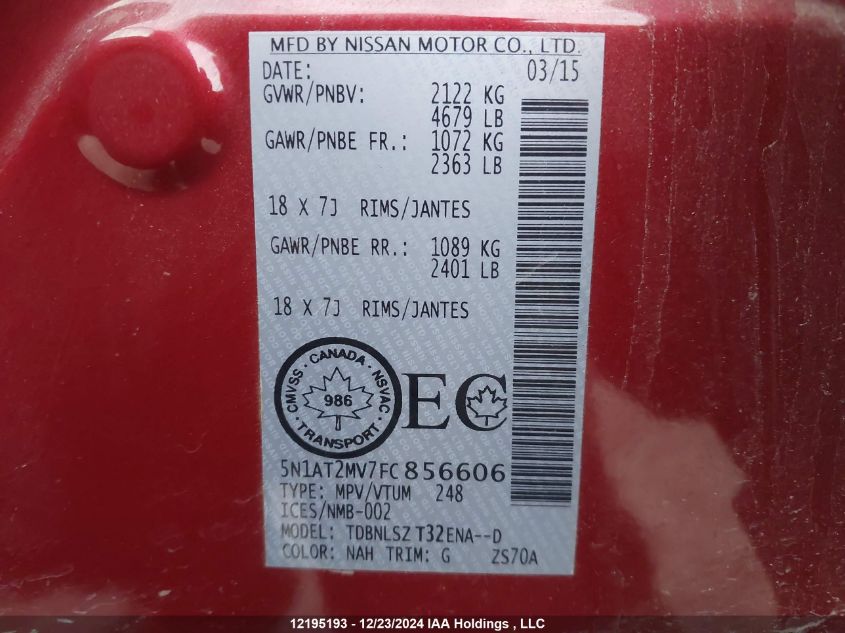 MFD BY NISSAN MOTOR CO., LTD.
DATE: 03/15
GVWR/PNBV: 2122 KG
4679 LB
GAWR/PNBE FR.: 1072 KG
2363 LB
18 X 7J RIMS/JANTES
GAWR/PNBE RR.: 1089 KG
2401 LB
18 X 7J RIMS/JANTES
CMVSS · CANADA · NSVAC · TRANSPORT ·
986
EC
5N1AT2MV7FC856606
TYPE: MPV/VTUM 248
ICES/NMB-002
MODEL: TDBNLSZ T32ENA--D
COLOR: NAH TRIM: G ZS70A
12195193 - 12/23/2024 IAA Holdings , LLC